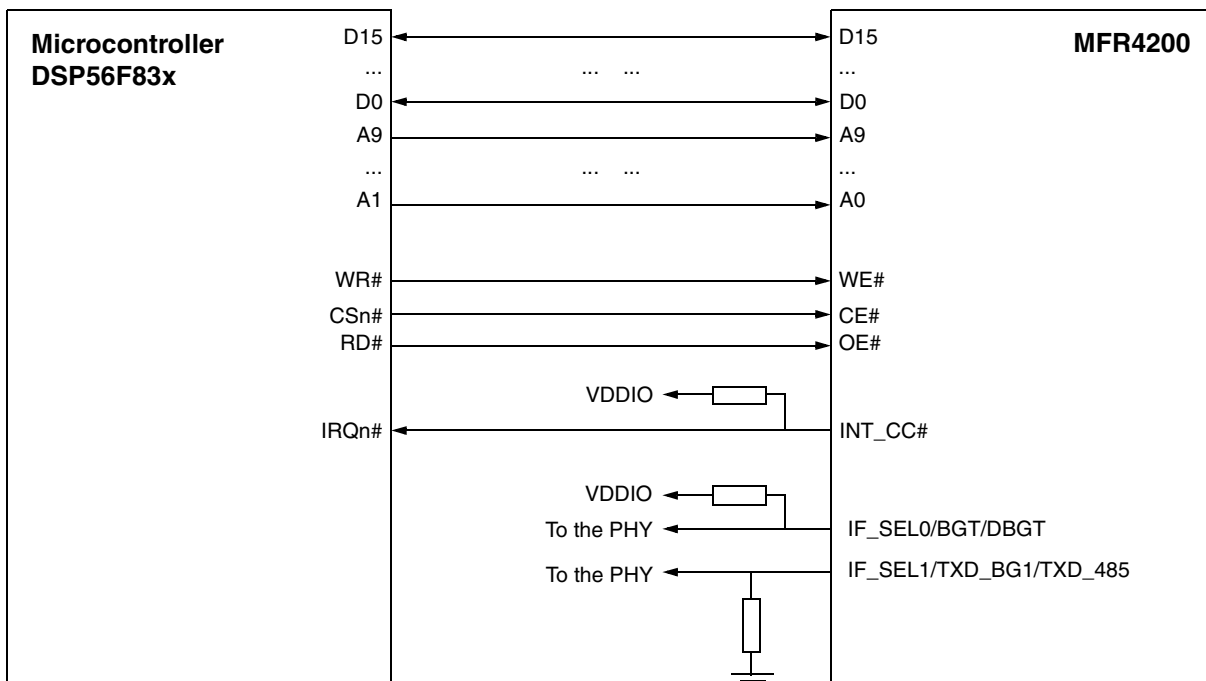 Microcontroller
DSP56F83x
MFR4200
D15 D15
... ... ... ...
D0 D0
A9 A9
... ... ... ...
A1 A0
WR# WE#
CSn# CE#
RD# OE#
VDDIO
IRQn# INT_CC#
VDDIO
To the PHY IF_SEL0/BGT/DBGT
To the PHY IF_SEL1/TXD_BG1/TXD_485